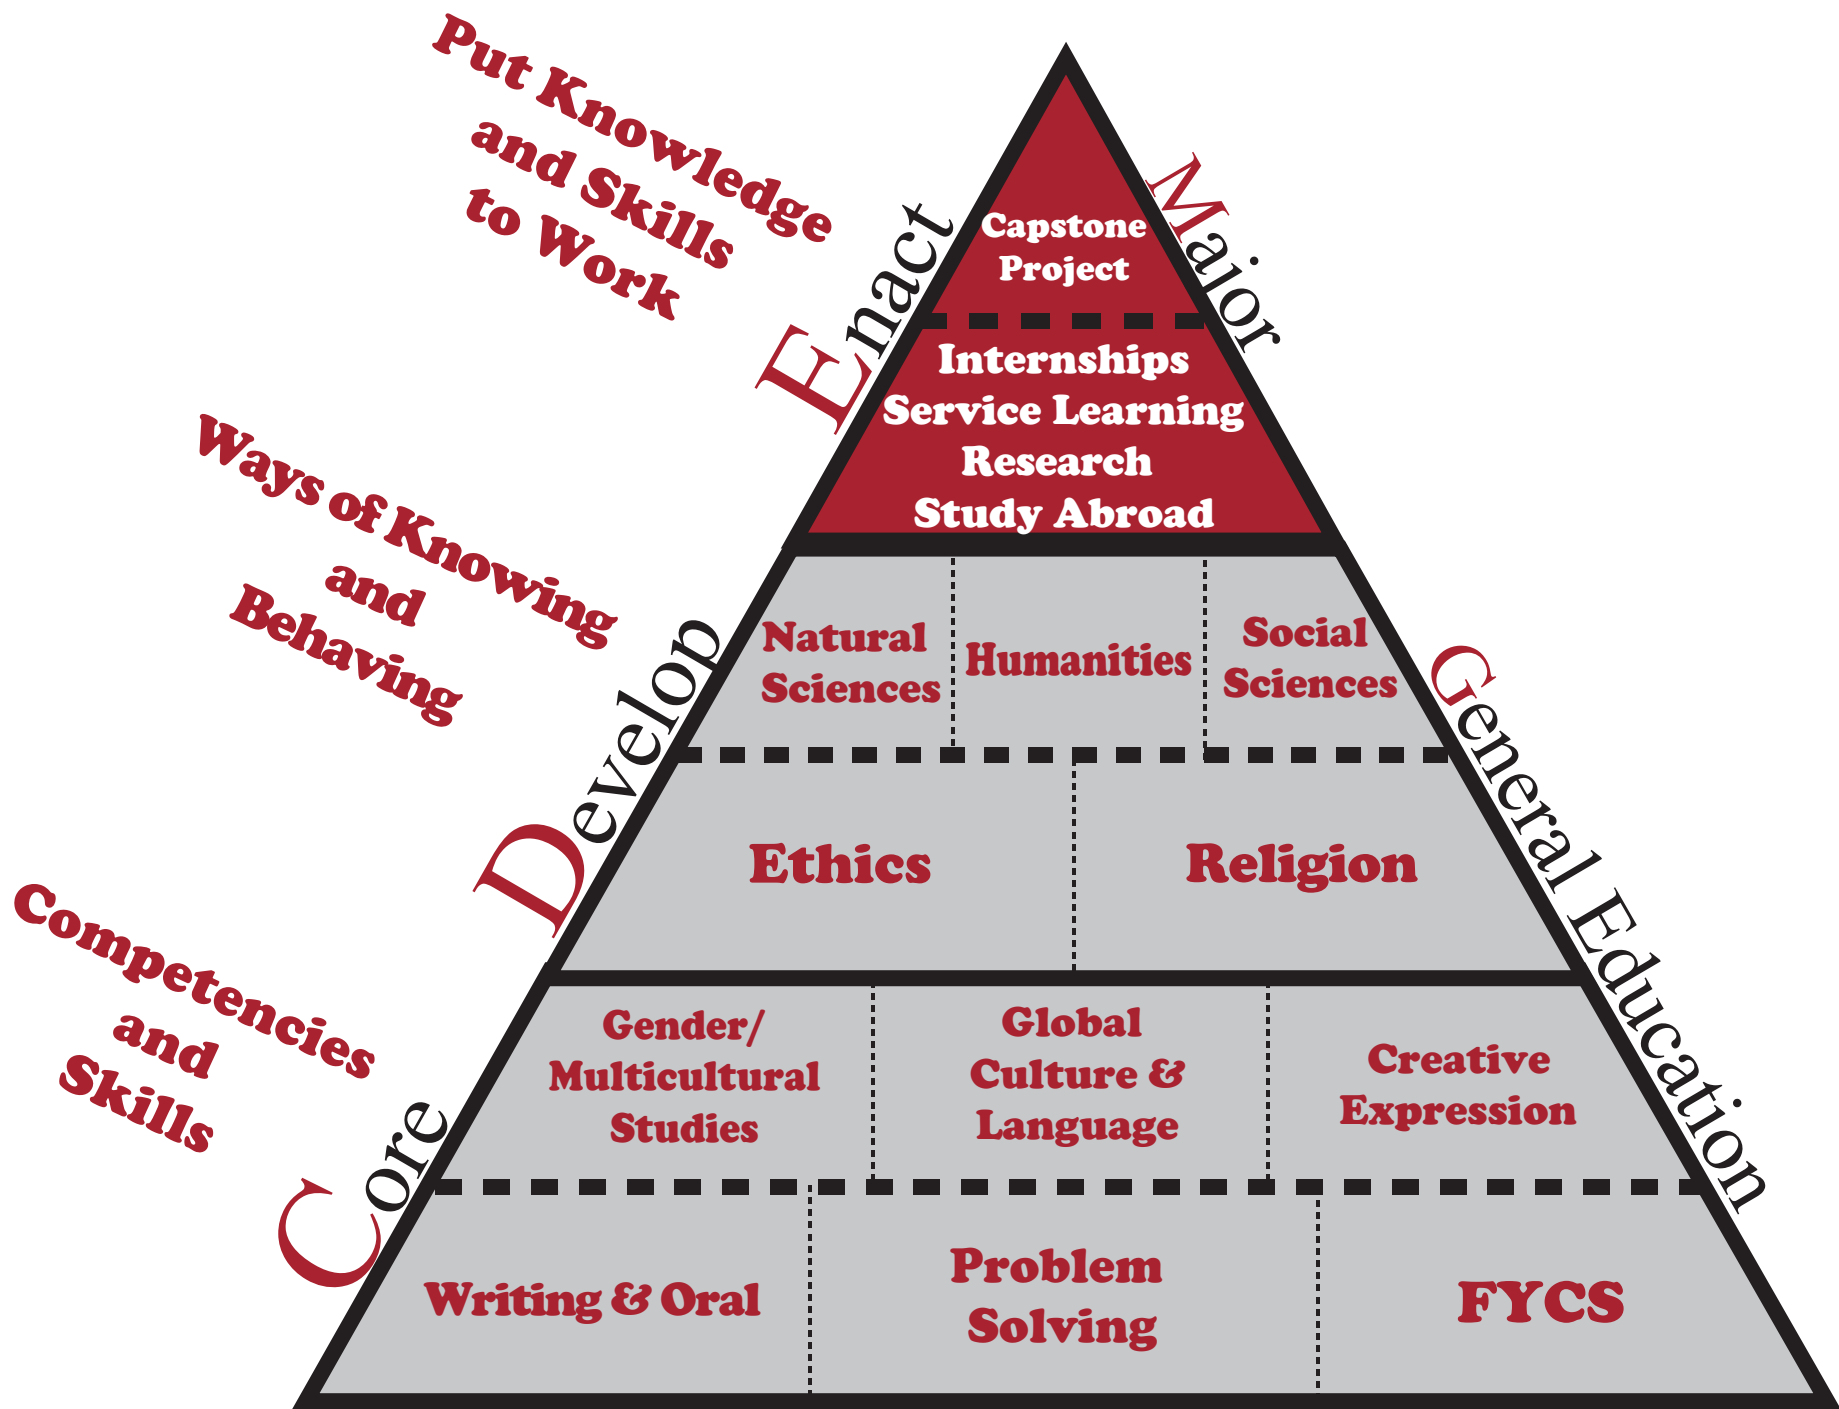 Put Knowledge
and Skills
to Work
Enact
Major
Capstone
Project
Internships
Service Learning
Research
Study Abroad
Ways of Knowing
and
Behaving
Develop
General Education
Natural
Sciences
Humanities
Social
Sciences
Ethics
Religion
Competencies
and
Skills
Core
Gender/
Multicultural
Studies
Global
Culture &
Language
Creative
Expression
Writing & Oral
Problem
Solving
FYCS